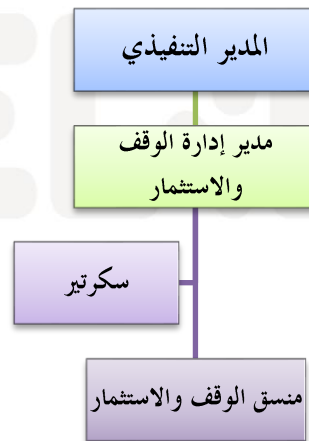 المدير التنفيذي
مدير إدارة الوقف
والاستثمار
سكرتير
منسق الوقف والاستثمار